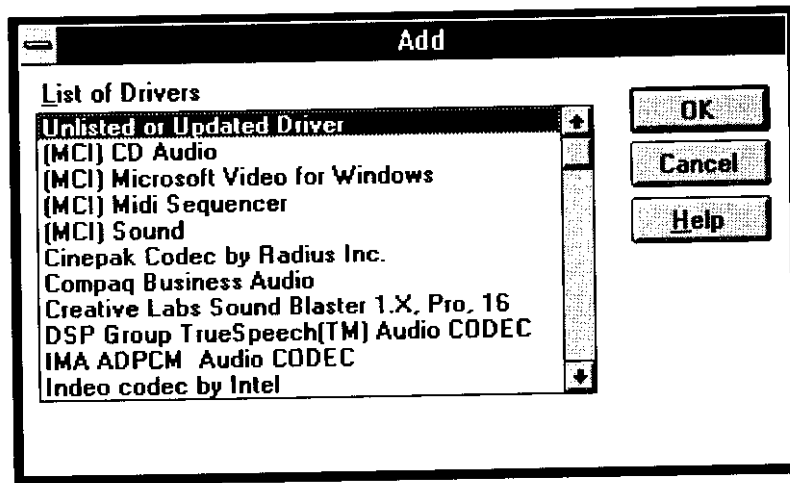 Add
List of Drivers
Unlisted or Updated Driver
[MCI] CD Audio
[MCI] Microsoft Video for Windows
[MCI] Midi Sequencer
[MCI] Sound
Cinepak Codec by Radius Inc.
Compaq Business Audio
Creative Labs Sound Blaster 1.X, Pro, 16
DSP Group TrueSpeech(TM) Audio CODEC
IMA ADPCM Audio CODEC
Indeo codec by Intel
OK
Cancel
Help